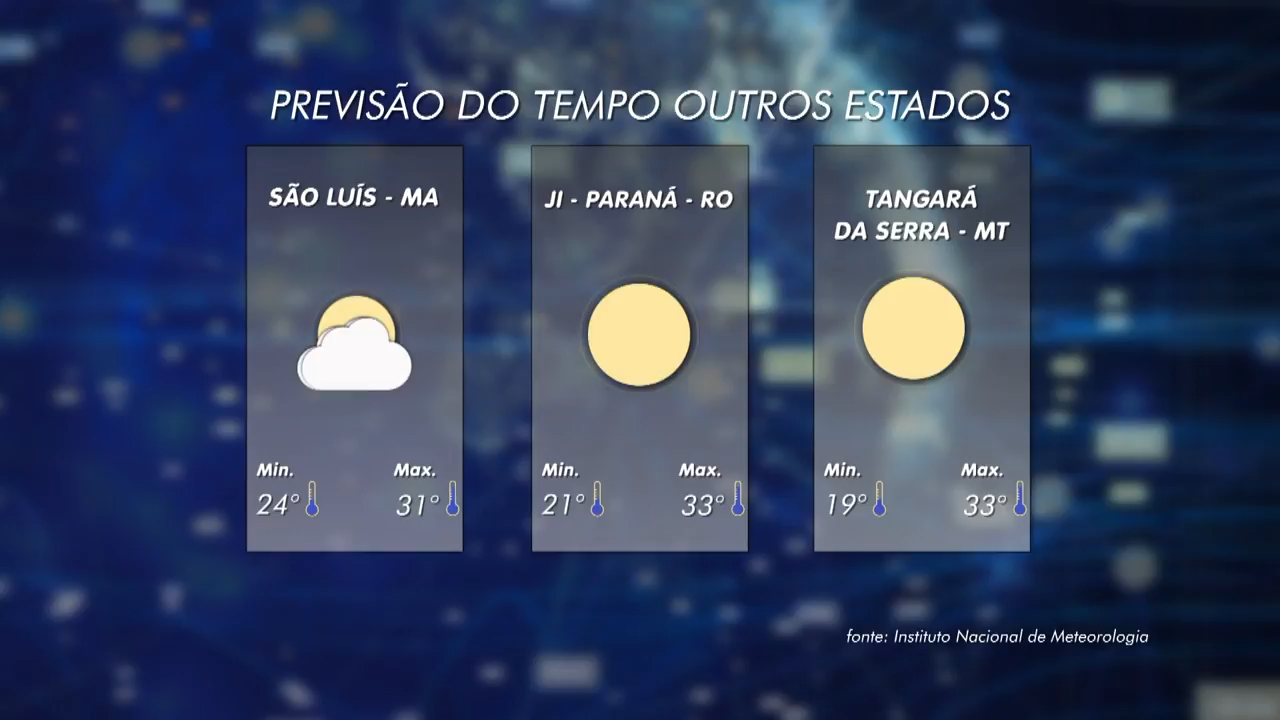 PREVISÃO DO TEMPO OUTROS ESTADOS
SÃO LUÍS - MA
Min. Max.
24° 31°
JI - PARANÁ - RO
Min. Max.
21° 33°
TANGARÁ
DA SERRA - MT
Min. Max.
19° 33°
fonte: Instituto Nacional de Meteorologia